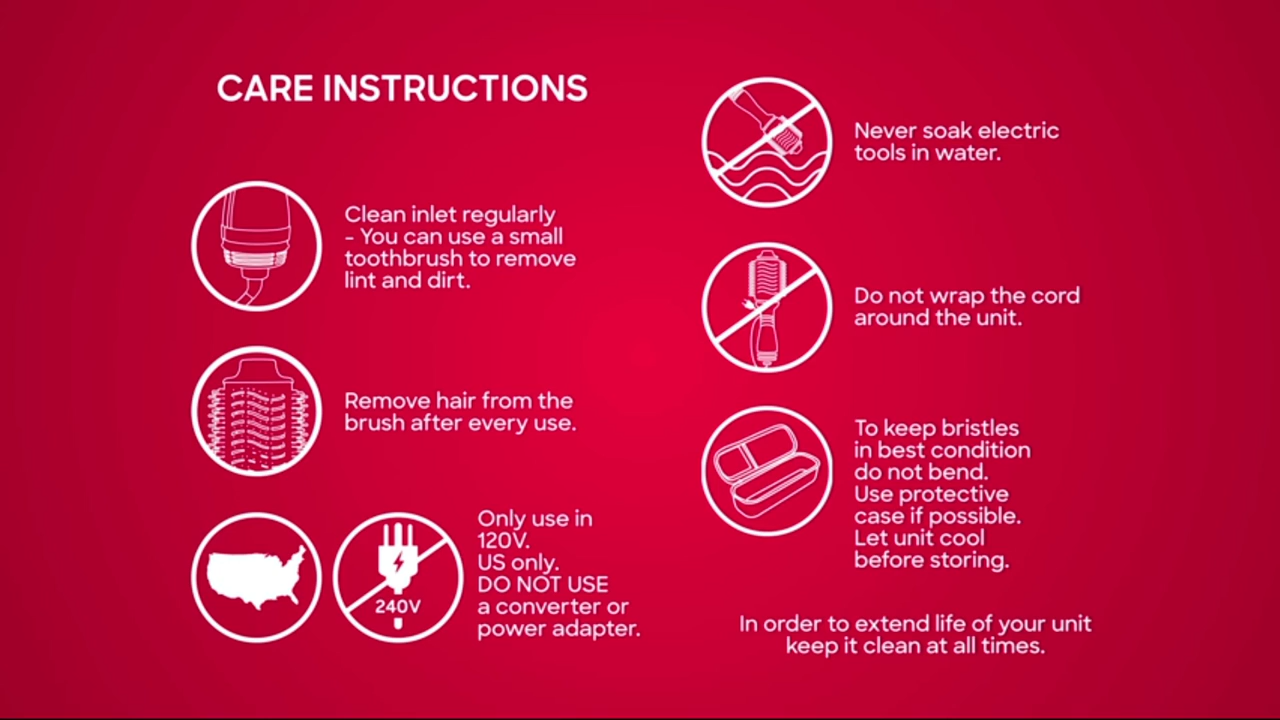 CARE INSTRUCTIONS
Clean inlet regularly
- You can use a small
toothbrush to remove
lint and dirt.
Remove hair from the
brush after every use.
240V
Only use in
120V.
US only.
DO NOT USE
a converter or
power adapter.
Never soak electric
tools in water.
Do not wrap the cord
around the unit.
To keep bristles
in best condition
do not bend.
Use protective
case if possible.
Let unit cool
before storing.
In order to extend life of your unit
keep it clean at all times.